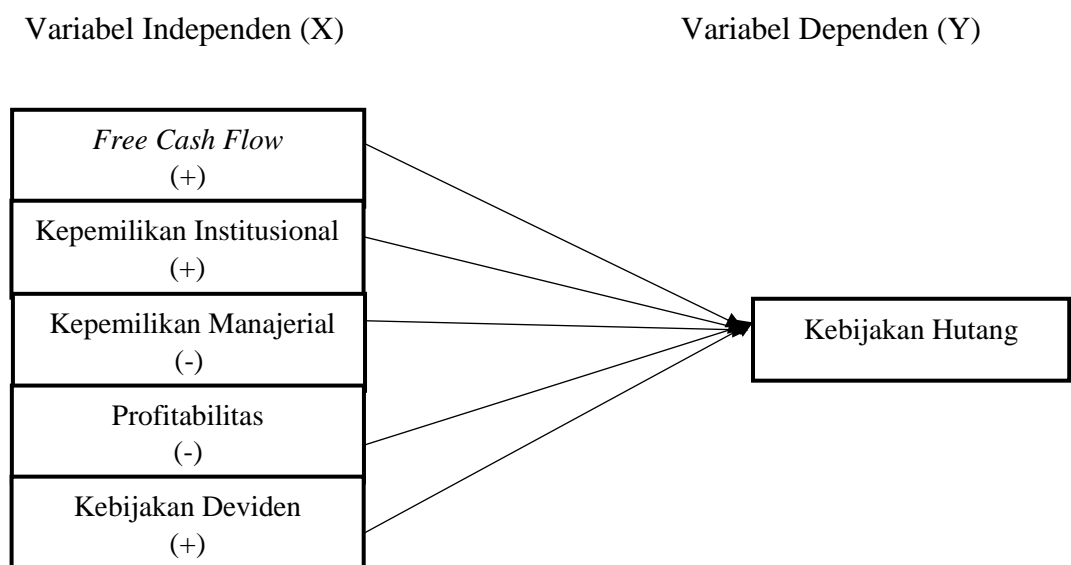 Variabel Independen (X)
Variabel Dependen (Y)
Free Cash Flow
(+)
Kepemilikan Institusional
(+)
Kepemilikan Manajerial
(-)
Profitabilitas
(-)
Kebijakan Deviden
(+)
Kebijakan Hutang